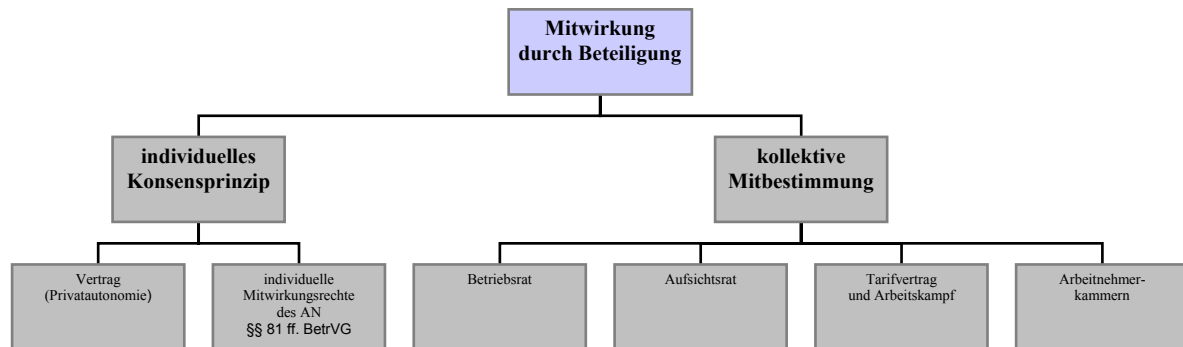 Mitwirkung
durch Beteiligung
individuelles
Konsensprinzip
kollektive
Mitbestimmung
Vertrag
(Privatautonomie)
individuelle
Mitwirkungsrechte
des AN
§§ 81 ff. BetrVG
Betriebsrat
Aufsichtsrat
Tarifvertrag
und Arbeitskampf
Arbeitnehmer-
kammern